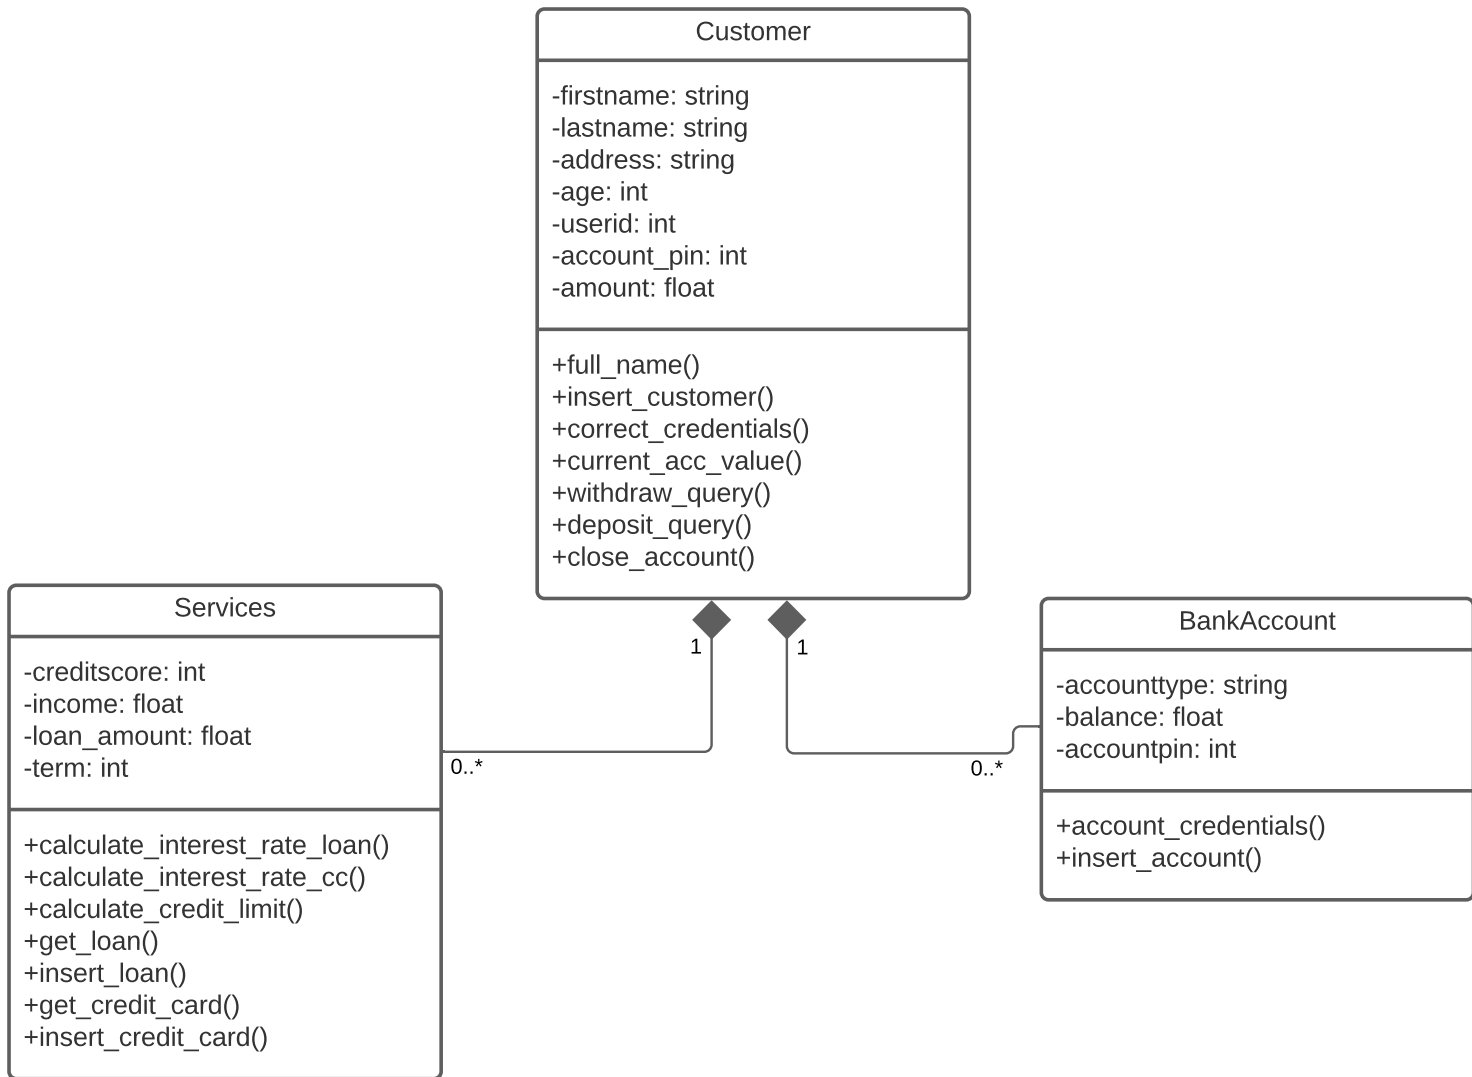 Customer
-firstname: string
-lastname: string
-address: string
-age: int
-userid: int
-account_pin: int
-amount: float
+full_name()
+insert_customer()
+correct_credentials()
+current_acc_value()
+withdraw_query()
+deposit_query()
+close_account()
1
1
0..*
0..*
Services
-creditscore: int
-income: float
-loan_amount: float
-term: int
+calculate_interest_rate_loan()
+calculate_interest_rate_cc()
+calculate_credit_limit()
+get_loan()
+insert_loan()
+get_credit_card()
+insert_credit_card()
BankAccount
-accounttype: string
-balance: float
-accountpin: int
+account_credentials()
+insert_account()